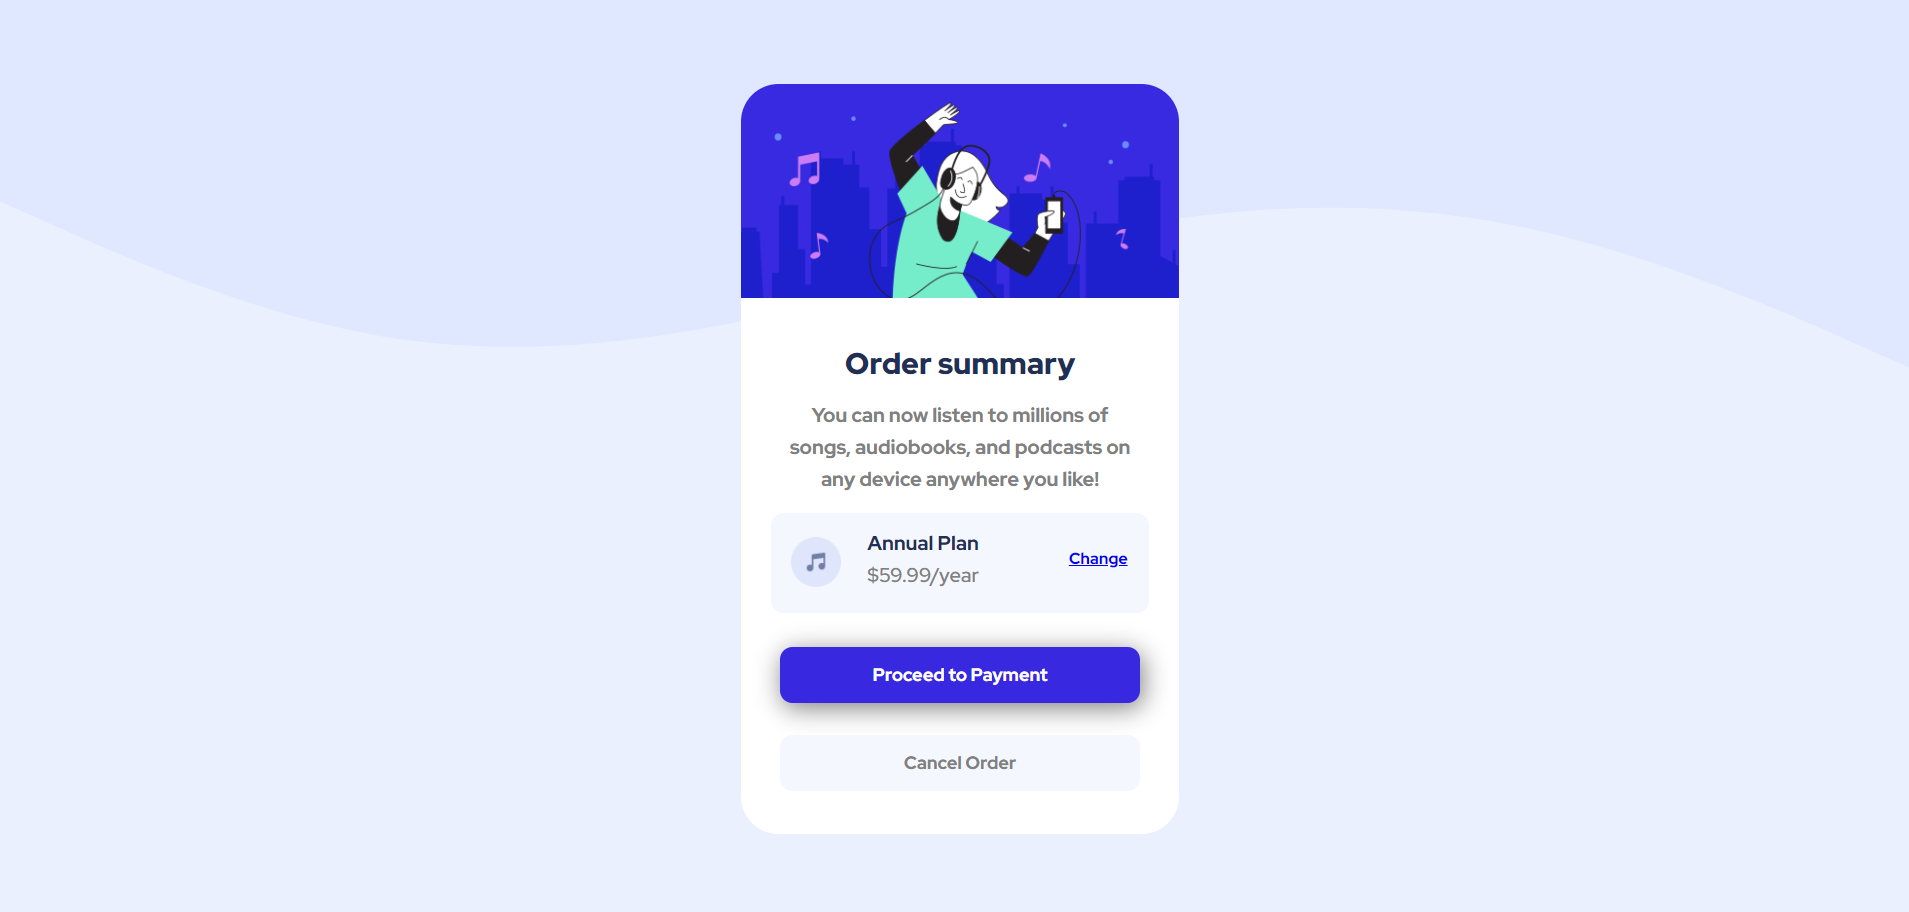 Order summary
You can now listen to millions of
songs, audiobooks, and podcasts on
any device anywhere you like!
Annual Plan
$59.99/year
Change
Proceed to Payment
Cancel Order